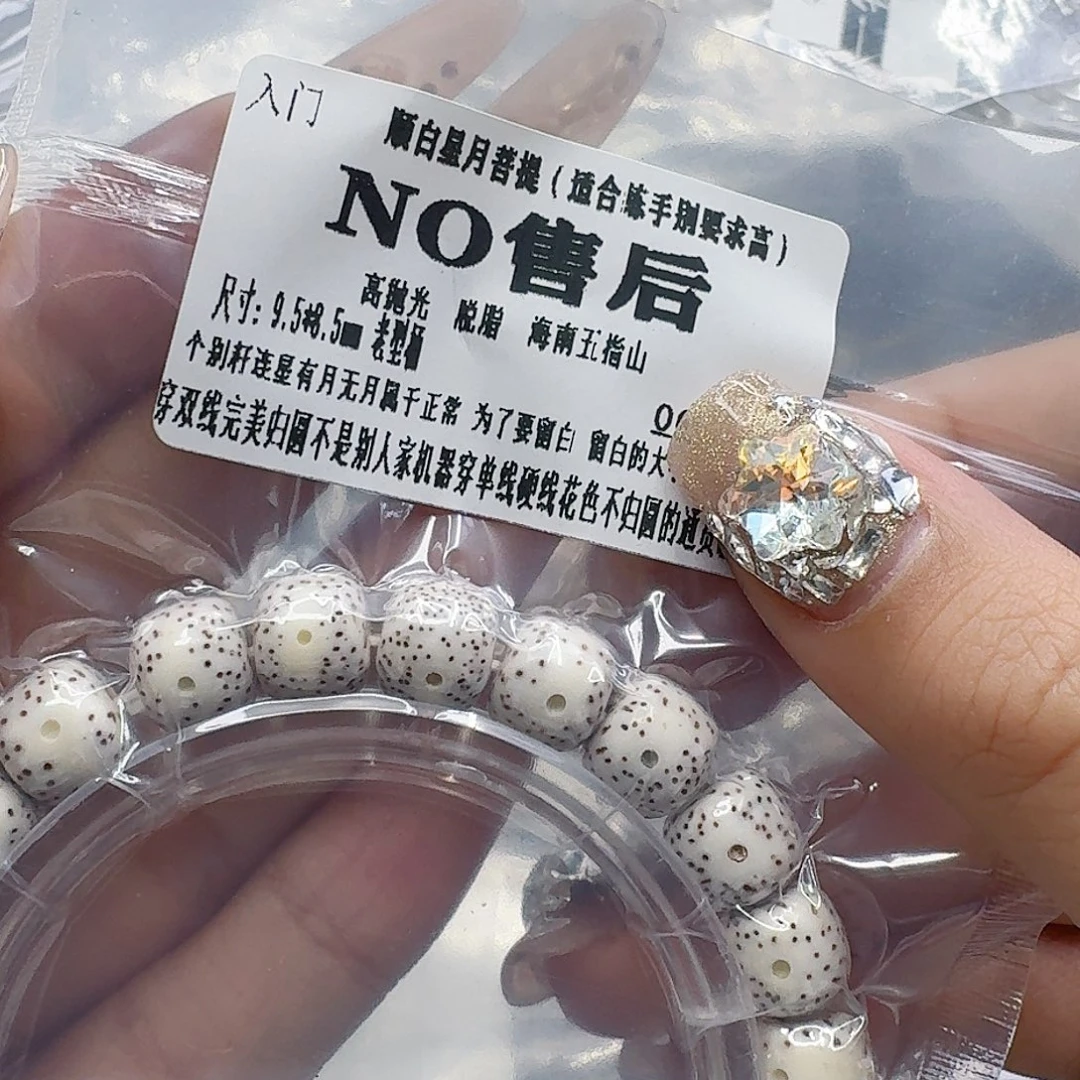 入门
顺白星月菩提（适合练手别要求高）
NO售后
高抛光 脱脂 海南五指山
尺寸：9.5*8.5mm 老型桶
个别籽连星有月无月属于正常 为了要留白 留白的大
穿双线完美归圆不是别人家机器穿单线硬线花色不归圆的通货